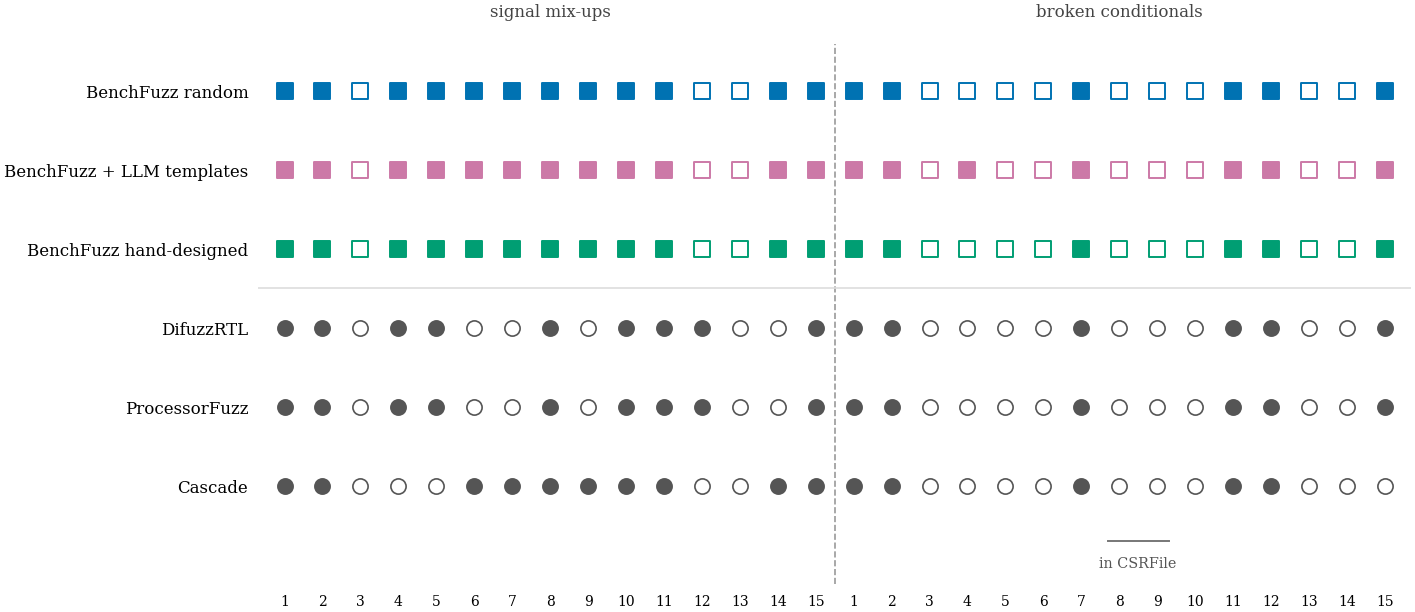 signal mix-ups broken conditionals
BenchFuzz random
BenchFuzz + LLM templates
BenchFuzz hand-designed
DifuzzRTL
ProcessorFuzz
Cascade
in CSRFile
1 2 3 4 5 6 7 8 9 10 11 12 13 14 15 1 2 3 4 5 6 7 8 9 10 11 12 13 14 15